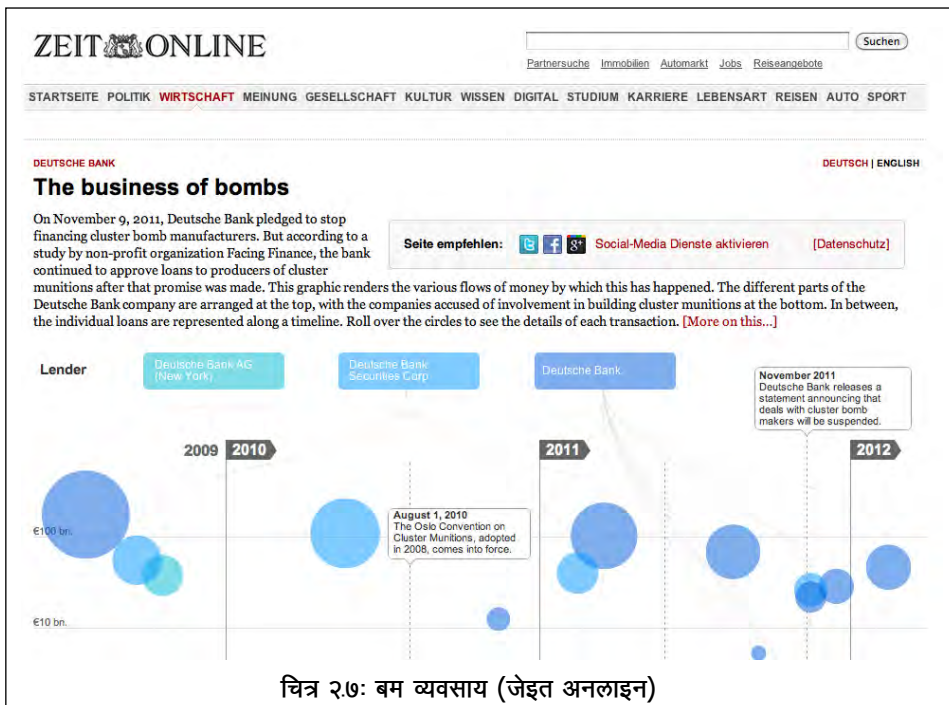 ZEIT ONLINE
Suchen
Partnersuche Immobilien Automarkt Jobs Reiseangebote
STARTSEITE POLITIK WIRTSCHAFT MEINUNG GESELLSCHAFT KULTUR WISSEN DIGITAL STUDIUM KARRIERE LEBENSART REISEN AUTO SPORT
DEUTSCHE BANK
DEUTSCH | ENGLISH
The business of bombs
On November 9, 2011, Deutsche Bank pledged to stop
financing cluster bomb manufacturers. But according to a
study by non-profit organization Facing Finance, the bank
continued to approve loans to producers of cluster
munitions after that promise was made. This graphic renders the various flows of money by which this has happened. The different parts of the
Deutsche Bank company are arranged at the top, with the companies accused of involvement in building cluster munitions at the bottom. In between,
the individual loans are represented along a timeline. Roll over the circles to see the details of each transaction. [More on this...]
Seite empfehlen: Social-Media Dienste aktivieren [Datenschutz]
Lender
Deutsche Bank AG
(New York)
Deutsche Bank
Securities Corp
Deutsche Bank
November 2011
Deutsche Bank releases a
statement announcing that
deals with cluster bomb
makers will be suspended.
2009 2010 2011 2012
August 1, 2010
The Oslo Convention on
Cluster Munitions, adopted
in 2008, comes into force.
€100 bn.
€10 bn.
चित्र २.७: बम व्यवसाय (जेइत अनलाइन)